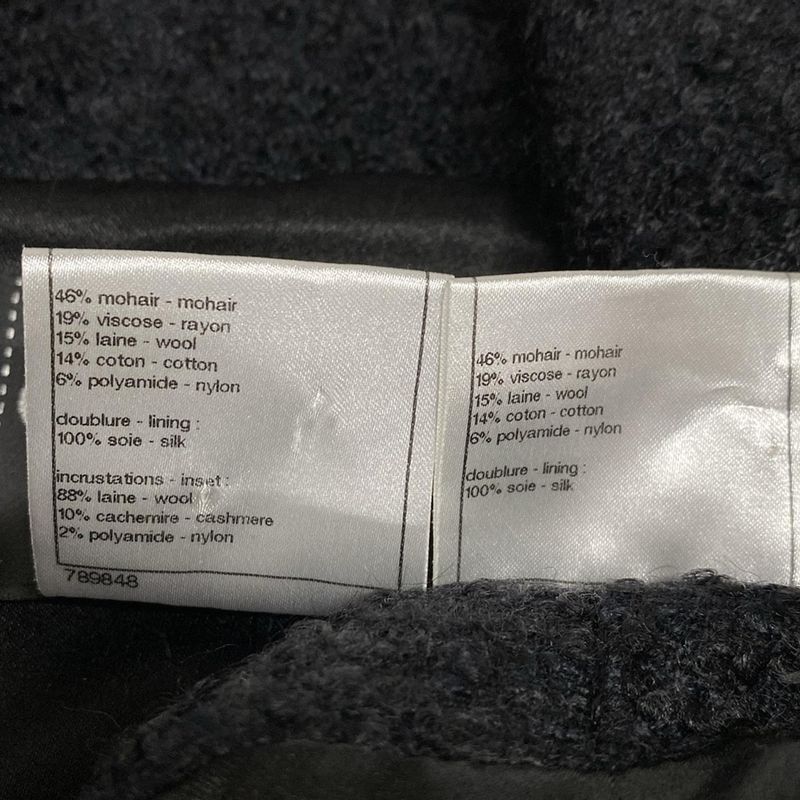 46% mohair - mohair
19% viscose - rayon
15% laine - wool
14% coton - cotton
6% polyamide - nylon
doublure - lining :
100% soie - silk
incrustations - inset :
88% laine - wool
10% cachemire - cashmere
2% polyamide - nylon
789848
46% mohair - mohair
19% viscose - rayon
15% laine - wool
14% coton - cotton
6% polyamide - nylon
doublure - lining :
100% soie - silk